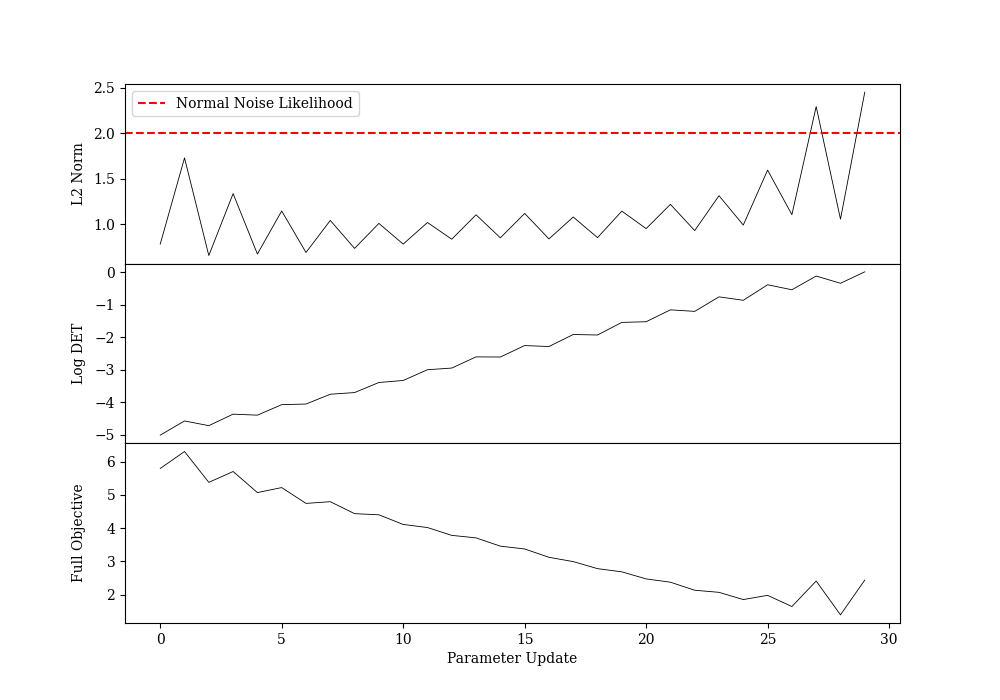 2.5
Normal Noise Likelihood
2.0
1.5
1.0
L2 Norm
0
−1
−2
−3
−4
−5
Log DET
6
5
4
3
2
Full Objective
0 5 10 15 20 25 30
Parameter Update